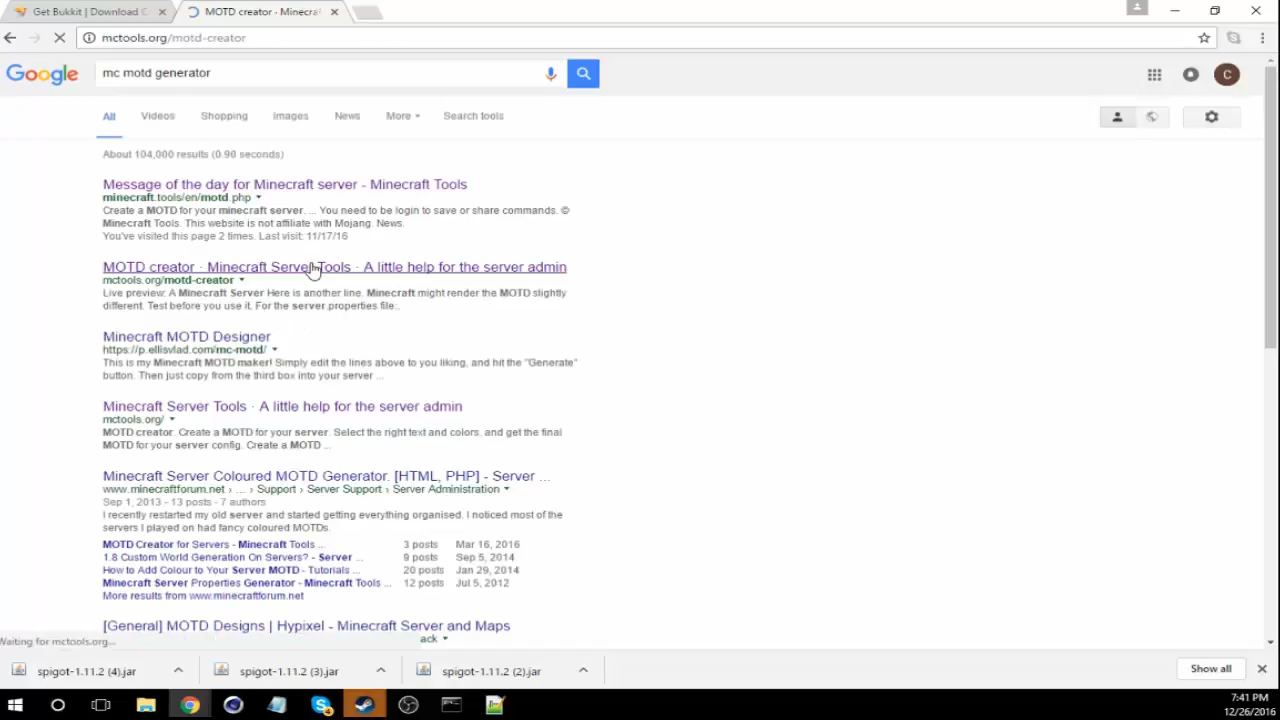 Get Bukkit | Download C
MOTD creator - Minecraf
mctools.org/motd-creator
Google
mc motd generator
All
Videos
Shopping
Images
News
More
Search tools
About 104,000 results (0.90 seconds)
Message of the day for Minecraft server - Minecraft Tools
minecraft.tools/en/motd.php
Create a MOTD for your minecraft server. ... You need to be login to save or share commands. ©
Minecraft Tools. This website is not affiliate with Mojang. News.
You've visited this page 2 times. Last visit: 11/17/16
MOTD creator · Minecraft Server Tools · A little help for the server admin
mctools.org/motd-creator
Live preview: A Minecraft Server Here is another line. Minecraft might render the MOTD slightly
different. Test before you use it. For the server.properties file:.
Minecraft MOTD Designer
https://p.ellisvlad.com/mc-motd/
This is my Minecraft MOTD maker! Simply edit the lines above to you liking, and hit the "Generate"
button. Then just copy from the third box into your server ...
Minecraft Server Tools · A little help for the server admin
mctools.org/
MOTD creator. Create a MOTD for your server. Select the right text and colors, and get the final
MOTD for your server config. Create a MOTD ...
Minecraft Server Coloured MOTD Generator. [HTML, PHP] - Server ...
www.minecraftforum.net › ... › Support › Server Support › Server Administration
Sep 1, 2013 - 13 posts - 7 authors
I recently restarted my old server and started getting everything organised. I noticed most of the
servers I played on had fancy coloured MOTDs.
MOTD Creator for Servers - Minecraft Tools ... 3 posts Mar 16, 2016
1.8 Custom World Generation On Servers? - Server ... 9 posts Sep 5, 2014
How to Add Colour to Your Server MOTD - Tutorials ... 20 posts Jan 29, 2014
Minecraft Server Properties Generator - Minecraft Tools ... 12 posts Jul 5, 2012
More results from www.minecraftforum.net
[General] MOTD Designs | Hypixel - Minecraft Server and Maps
ack
Waiting for mctools.org...
spigot-1.11.2 (4).jar
spigot-1.11.2 (3).jar
spigot-1.11.2 (2).jar
Show all
7:41 PM
12/26/2016
C